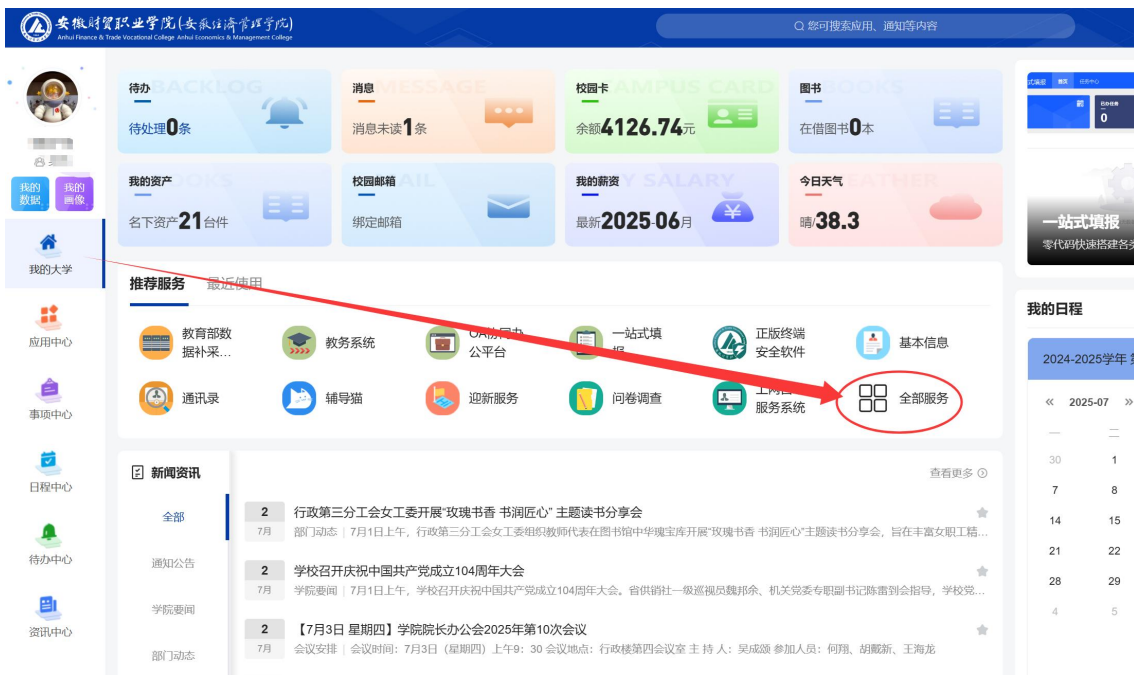 安徽财贸职业学院(安徽经济管理学院)
Anhui Finance & Trade Vocational College Anhui Economics & Management College
您可搜索应用、通知等内容
我的数据
我的画像
我的大学
应用中心
事项中心
日程中心
待办中心
资讯中心
待办 BACKLOG
待处理0条
消息 MESSAGE
消息未读1条
校园卡 CAMPUS CARD
余额4126.74元
图书 BOOKS
在借图书0本
我的资产 BOOKS
名下资产21台件
校园邮箱 MAIL
绑定邮箱
我的薪资 MY SALARY
最新2025-06月
今日天气 WEATHER
晴/38.3
推荐服务 最近使用
教育部数
据补采...
教务系统
OA协同办
公平台
一站式填
报
正版终端
安全软件
基本信息
通讯录
辅导猫
迎新服务
问卷调查
服务系统
全部服务
新闻资讯
查看更多
全部
通知公告
学院要闻
部门动态
2
7月
行政第三分工会女工委开展“玫瑰书香 书润匠心” 主题读书分享会
部门动态 | 7月1日上午，行政第三分工会女工委组织教师代表在图书馆中华瑰宝库开展“玫瑰书香 书润匠心”主题读书分享会，旨在丰富女职工精...
2
7月
学校召开庆祝中国共产党成立104周年大会
学院要闻 | 7月1日上午，学校召开庆祝中国共产党成立104周年大会。省供销社一级巡视员魏邦余、机关党委专职副书记陈雷到会指导，学校党...
2
7月
【7月3日 星期四】学院院长办公会2025年第10次会议
会议安排 | 会议时间：7月3日（星期四）上午9：30 会议地点：行政楼第四会议室 主 持 人：吴成颂 参加人员：何翔、胡戴新、王海龙
式填报 首页 任务中心
0
一站式填报
零代码快速搭建各类
我的日程
2024-2025学年
« 2025-07 »
一 二
30 1
7 8
14 15
21 22
28 29
4 5